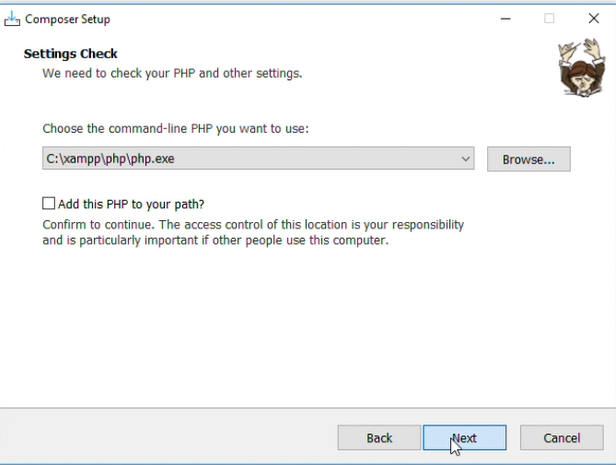 Composer Setup
Settings Check
We need to check your PHP and other settings.
Choose the command-line PHP you want to use:
C:\xampp\php\php.exe
Browse...
Add this PHP to your path?
Confirm to continue. The access control of this location is your responsibility
and is particularly important if other people use this computer.
Back
Next
Cancel